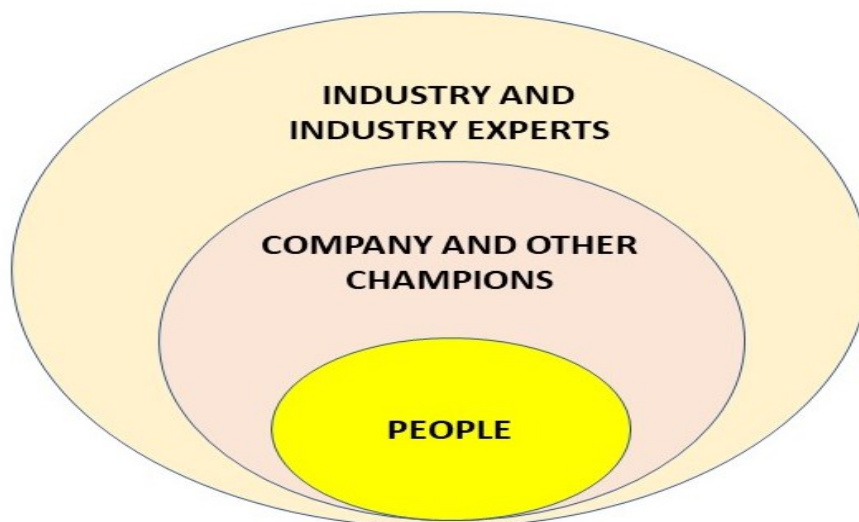 INDUSTRY AND
INDUSTRY EXPERTS
COMPANY AND OTHER
CHAMPIONS
PEOPLE